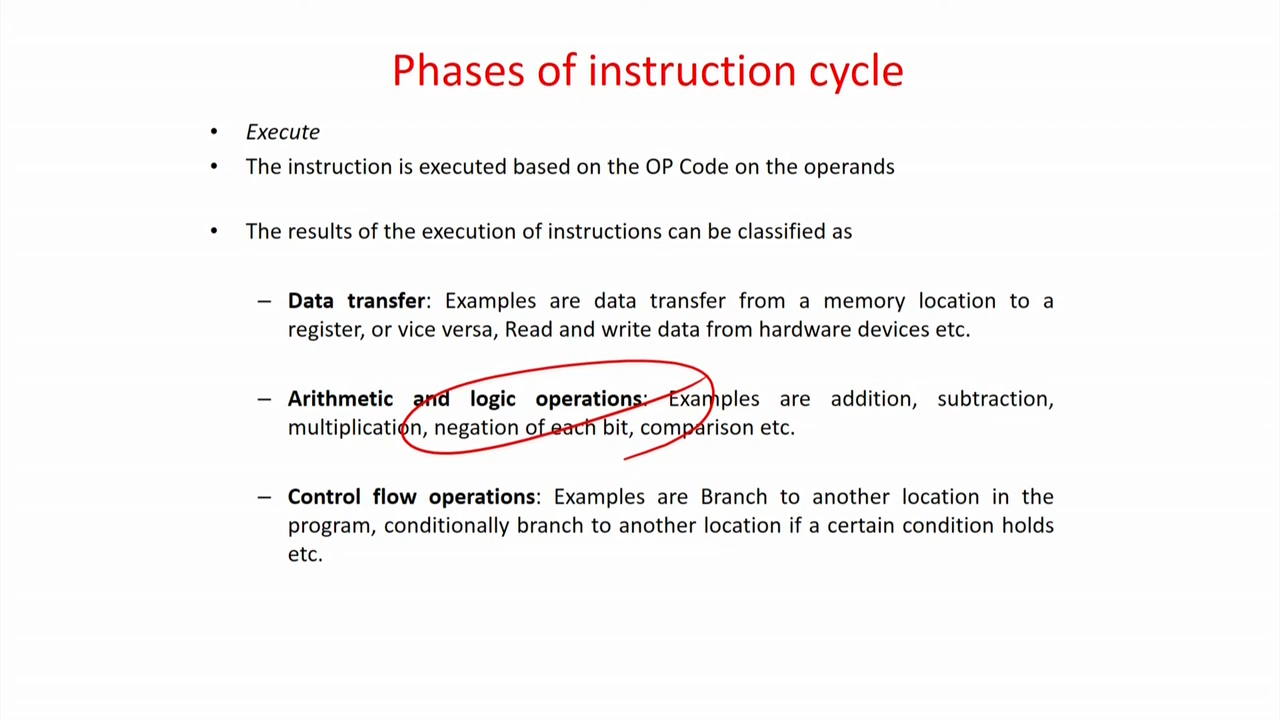 Phases of instruction cycle
• Execute
• The instruction is executed based on the OP Code on the operands
• The results of the execution of instructions can be classified as
– Data transfer: Examples are data transfer from a memory location to a
register, or vice versa, Read and write data from hardware devices etc.
– Arithmetic and logic operations: Examples are addition, subtraction,
multiplication, negation of each bit, comparison etc.
– Control flow operations: Examples are Branch to another location in the
program, conditionally branch to another location if a certain condition holds
etc.